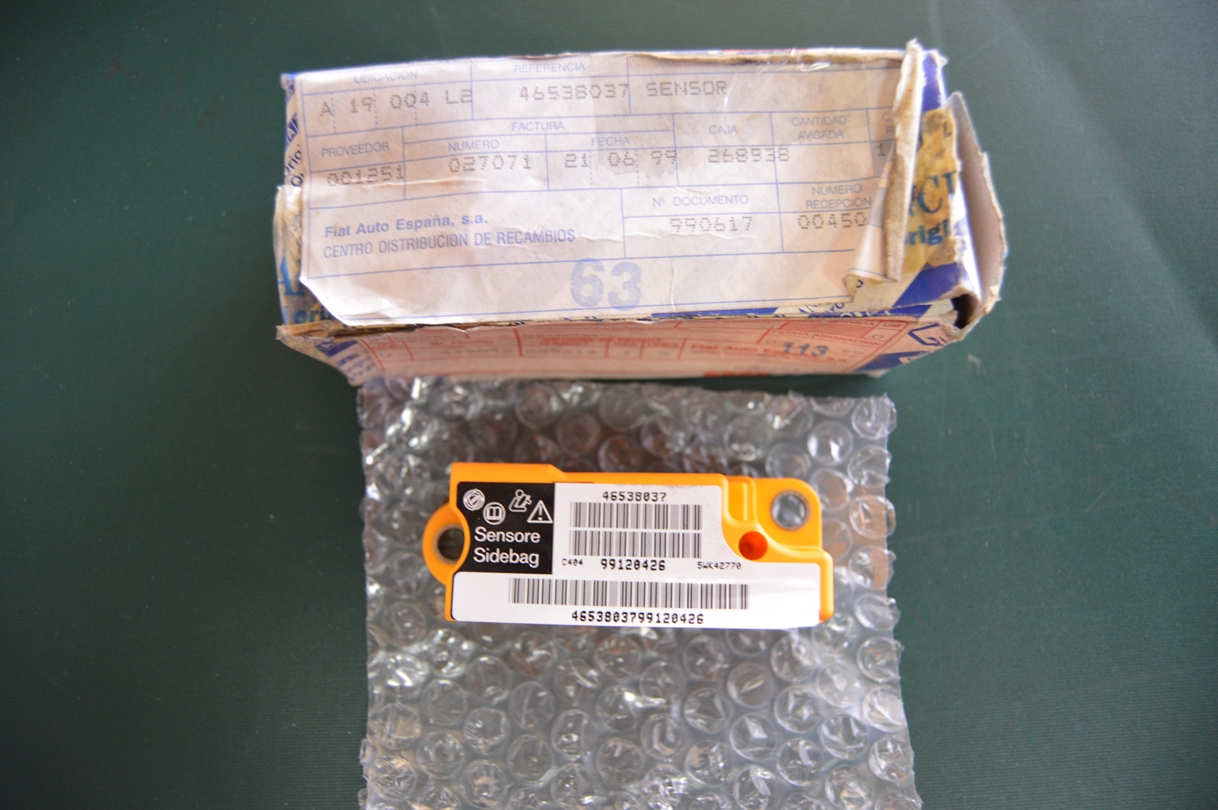 UBICACION REFERENCIA
A 19 004 L2 46538037 SENSOR
PROVEEDOR FACTURA CAJA CANTIDAD AVISADA
NUMERO FECHA
001251 027071 21 06 99 268938 1
Nº DOCUMENTO NUMERO RECEPCION
990617 00450
Fiat Auto España, s.a.
CENTRO DISTRIBUCIÓN DE RECAMBIOS
63
113
Sensore
Sidebag
46538037
C404 99120426 5WK42770
4653803799120426